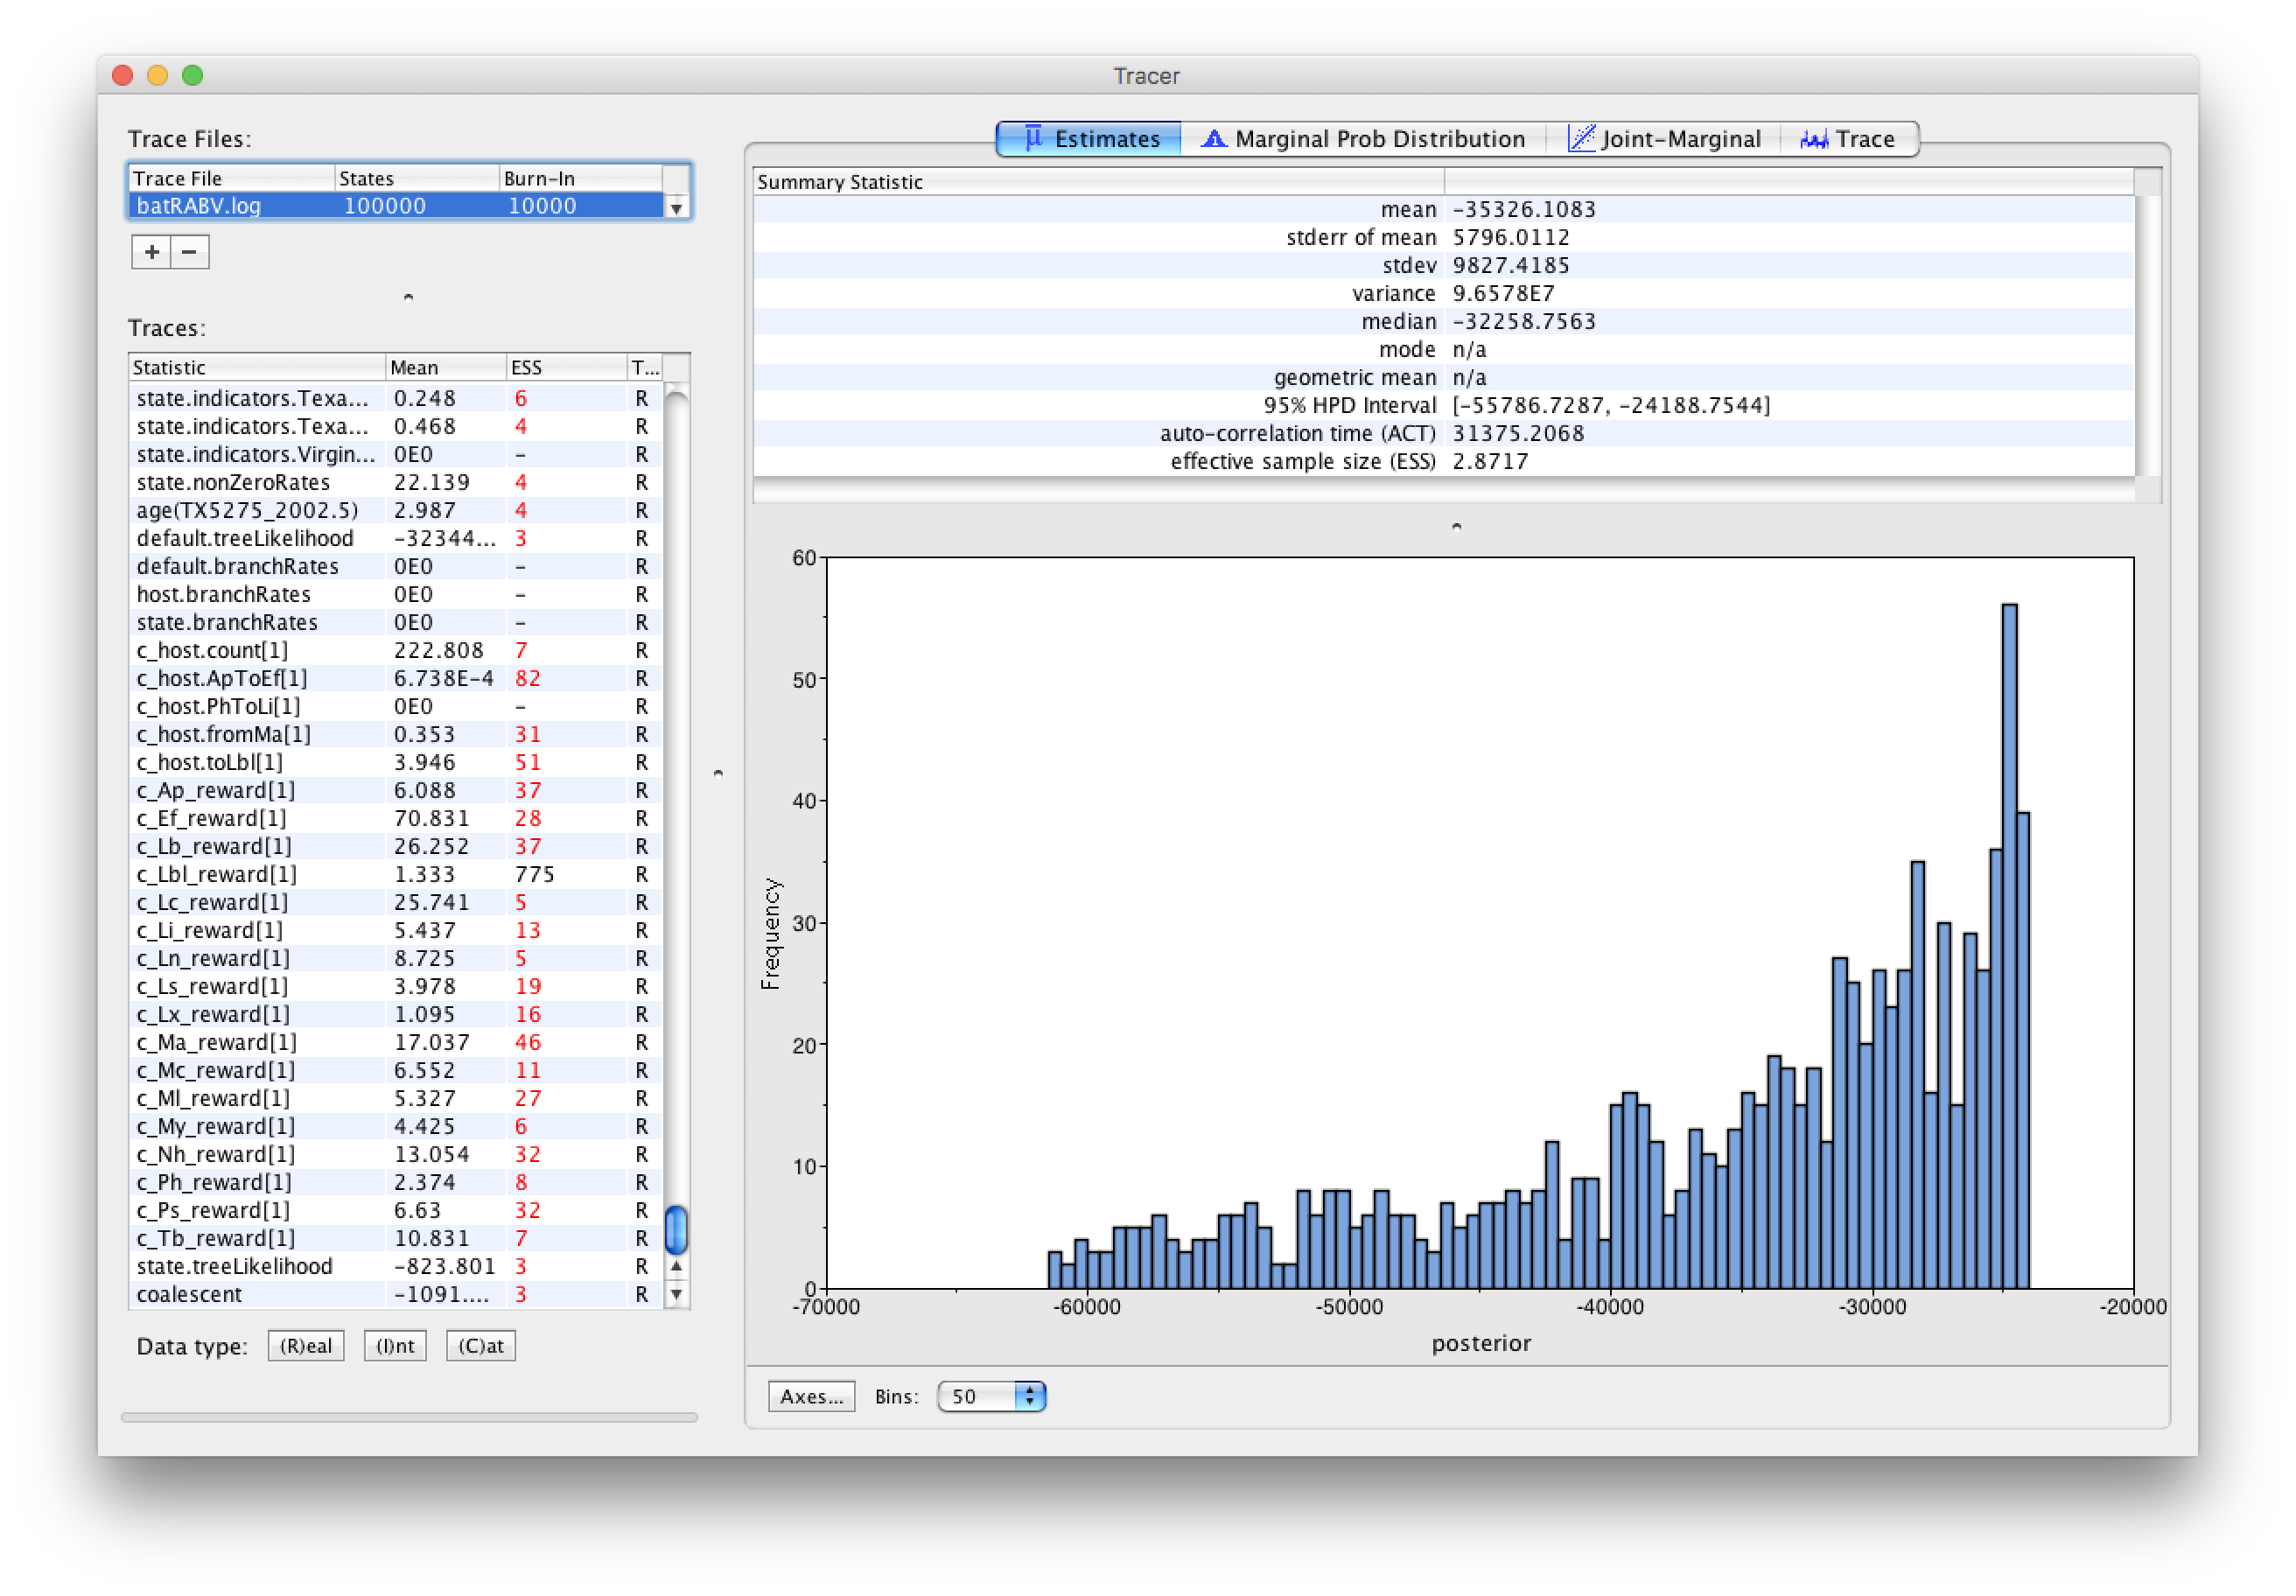 Tracer
Trace Files:
Trace File States Burn-In
batRABV.log 100000 10000
+ −
Traces:
Statistic Mean ESS T...
state.indicators.Texa... 0.248 6 R
state.indicators.Texa... 0.468 4 R
state.indicators.Virgin... 0E0 - R
state.nonZeroRates 22.139 4 R
age(TX5275_2002.5) 2.987 4 R
default.treeLikelihood -32344... 3 R
default.branchRates 0E0 - R
host.branchRates 0E0 - R
state.branchRates 0E0 - R
c_host.count[1] 222.808 7 R
c_host.ApToEf[1] 6.738E-4 82 R
c_host.PhToLi[1] 0E0 - R
c_host.fromMa[1] 0.353 31 R
c_host.toLbl[1] 3.946 51 R
c_Ap_reward[1] 6.088 37 R
c_Ef_reward[1] 70.831 28 R
c_Lb_reward[1] 26.252 37 R
c_Lbl_reward[1] 1.333 775 R
c_Lc_reward[1] 25.741 5 R
c_Li_reward[1] 5.437 13 R
c_Ln_reward[1] 8.725 5 R
c_Ls_reward[1] 3.978 19 R
c_Lx_reward[1] 1.095 16 R
c_Ma_reward[1] 17.037 46 R
c_Mc_reward[1] 6.552 11 R
c_Ml_reward[1] 5.327 27 R
c_My_reward[1] 4.425 6 R
c_Nh_reward[1] 13.054 32 R
c_Ph_reward[1] 2.374 8 R
c_Ps_reward[1] 6.63 32 R
c_Tb_reward[1] 10.831 7 R
state.treeLikelihood -823.801 3 R
coalescent -1091.... 3 R
Data type: (R)eal (I)nt (C)at
μ Estimates Marginal Prob Distribution Joint-Marginal Trace
Summary Statistic
mean -35326.1083
stderr of mean 5796.0112
stdev 9827.4185
variance 9.6578E7
median -32258.7563
mode n/a
geometric mean n/a
95% HPD Interval [-55786.7287, -24188.7544]
auto-correlation time (ACT) 31375.2068
effective sample size (ESS) 2.8717
60
50
40
30
20
10
0
Frequency
-70000 -60000 -50000 -40000 -30000 -20000
posterior
Axes... Bins: 50